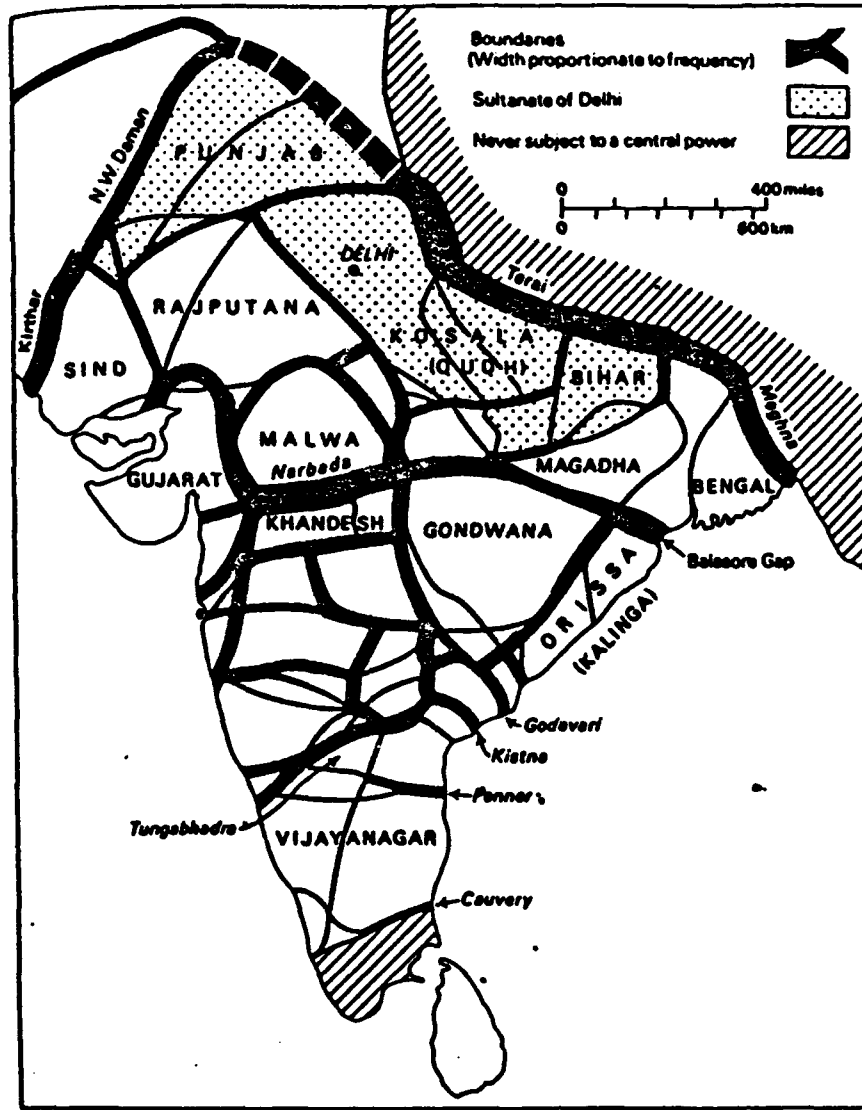 Boundaries
(Width proportionate to frequency)
Sultanate of Delhi
Never subject to a central power
0 400 miles
0 600 km
N.W. Daman
PUNJAB
DELHI
Terai
Kirthar
RAJPUTANA
KOSALA
(OUDH)
SIND
BIHAR
Meghna
MALWA
Narbada
MAGADHA
GUJARAT
BENGAL
KHANDESH
GONDWANA
Balasore Gap
ORISSA
(KALINGA)
Godavari
Kistna
Penner
Tungabhadra
VIJAYANAGAR
Cauvery